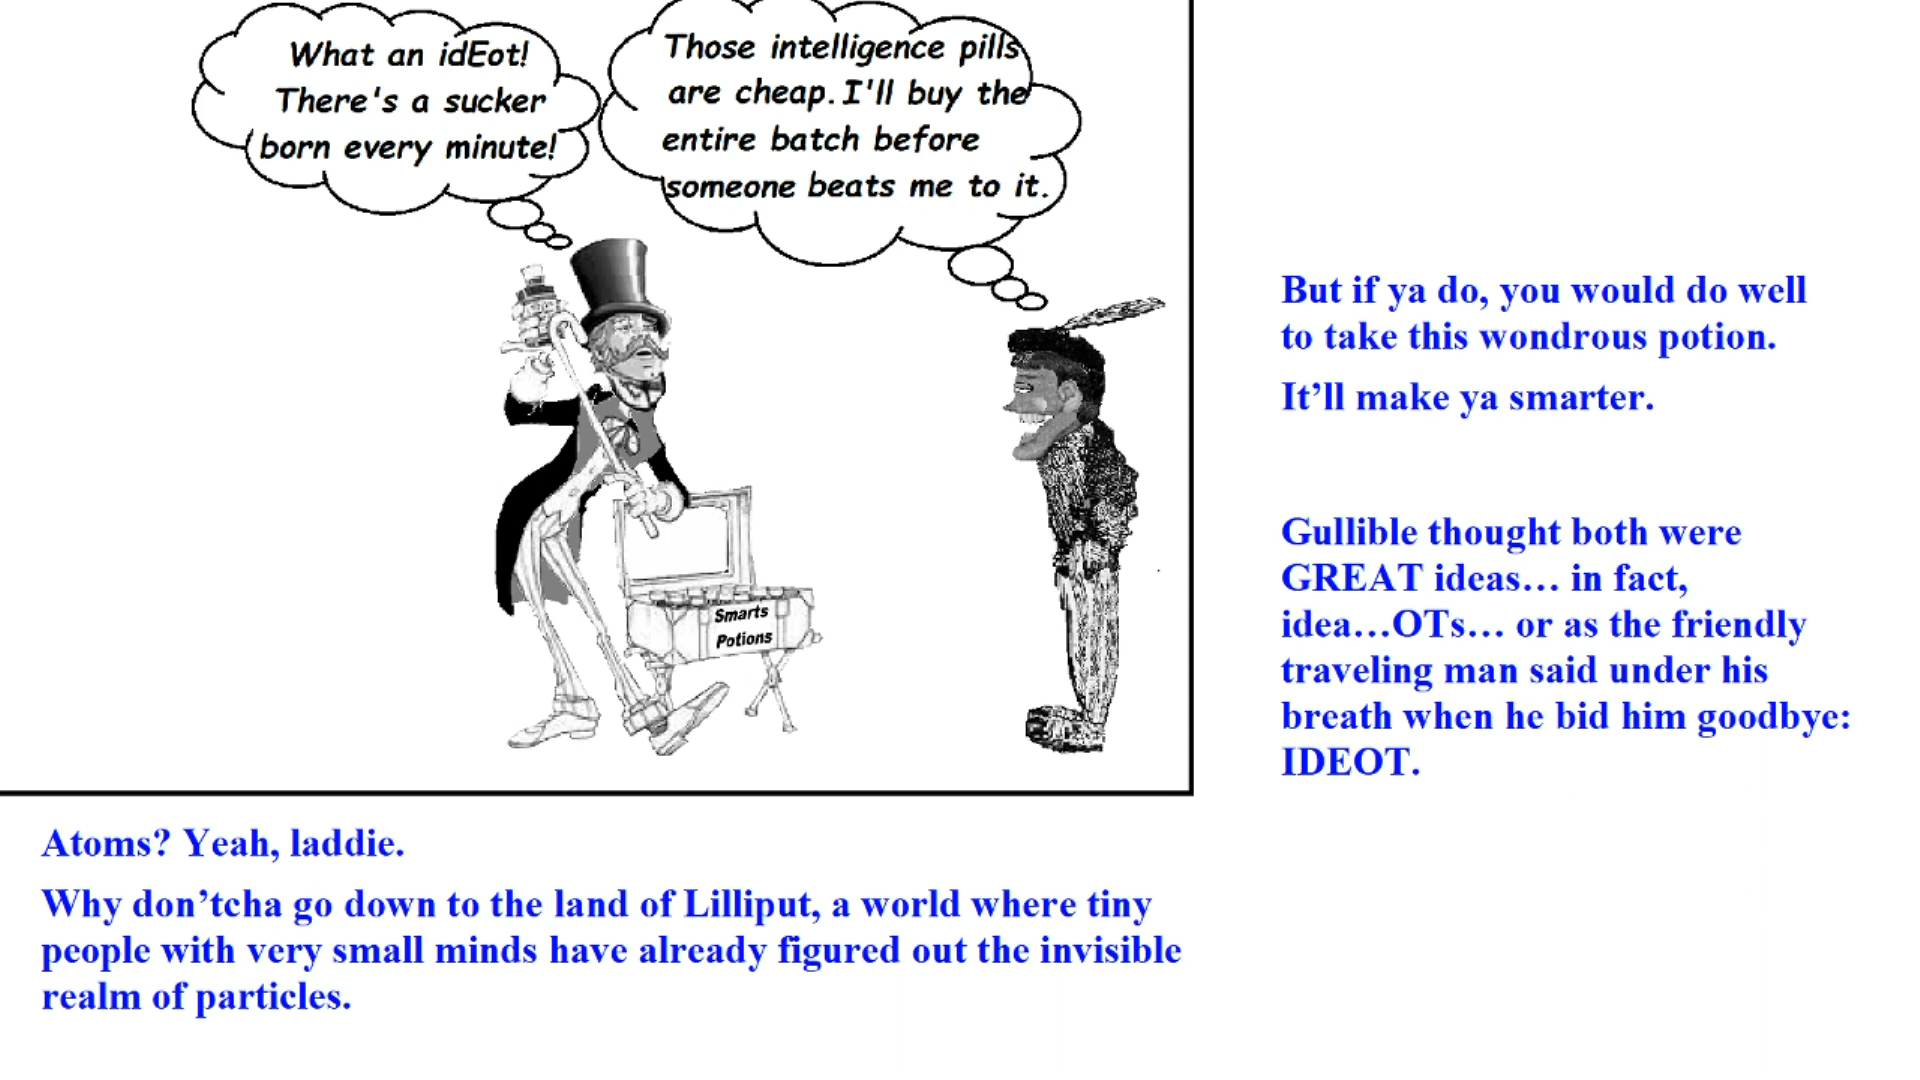 What an idEot!
There's a sucker
born every minute!
Those intelligence pills
are cheap. I'll buy the
entire batch before
someone beats me to it.
Smarts
Potions
Atoms? Yeah, laddie.
Why don’tcha go down to the land of Lilliput, a world where tiny
people with very small minds have already figured out the invisible
realm of particles.
But if ya do, you would do well
to take this wondrous potion.
It’ll make ya smarter.
Gullible thought both were
GREAT ideas… in fact,
idea…OTs… or as the friendly
traveling man said under his
breath when he bid him goodbye:
IDEOT.